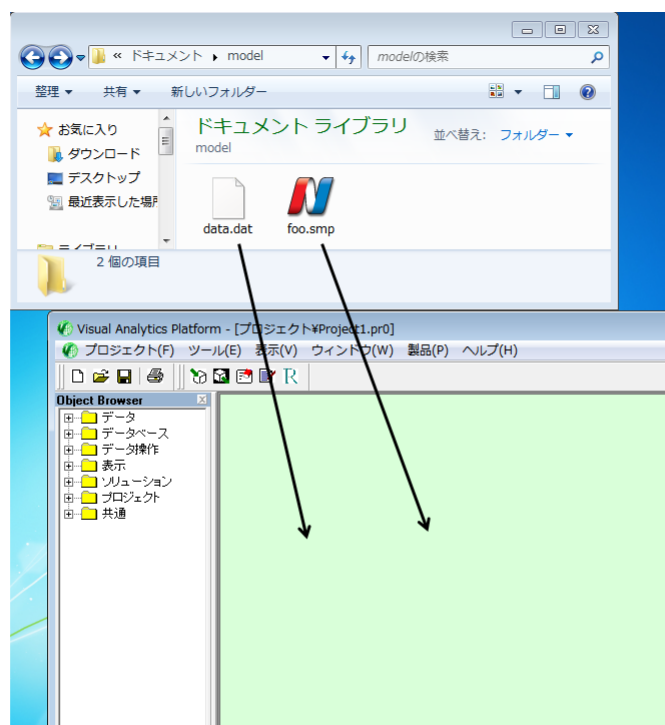 « ドキュメント ▸ model
modelの検索
整理 ▼ 共有 ▼ 新しいフォルダー
お気に入り
ダウンロード
デスクトップ
最近表示した場所
ドキュメント ライブラリ
model
並べ替え: フォルダー ▼
data.dat
foo.smp
ライブラリ
2 個の項目
Visual Analytics Platform - [プロジェクト¥Project1.pr0]
プロジェクト(F) ツール(E) 表示(V) ウィンドウ(W) 製品(P) ヘルプ(H)
R
Object Browser
データ
データベース
データ操作
表示
ソリューション
プロジェクト
共通